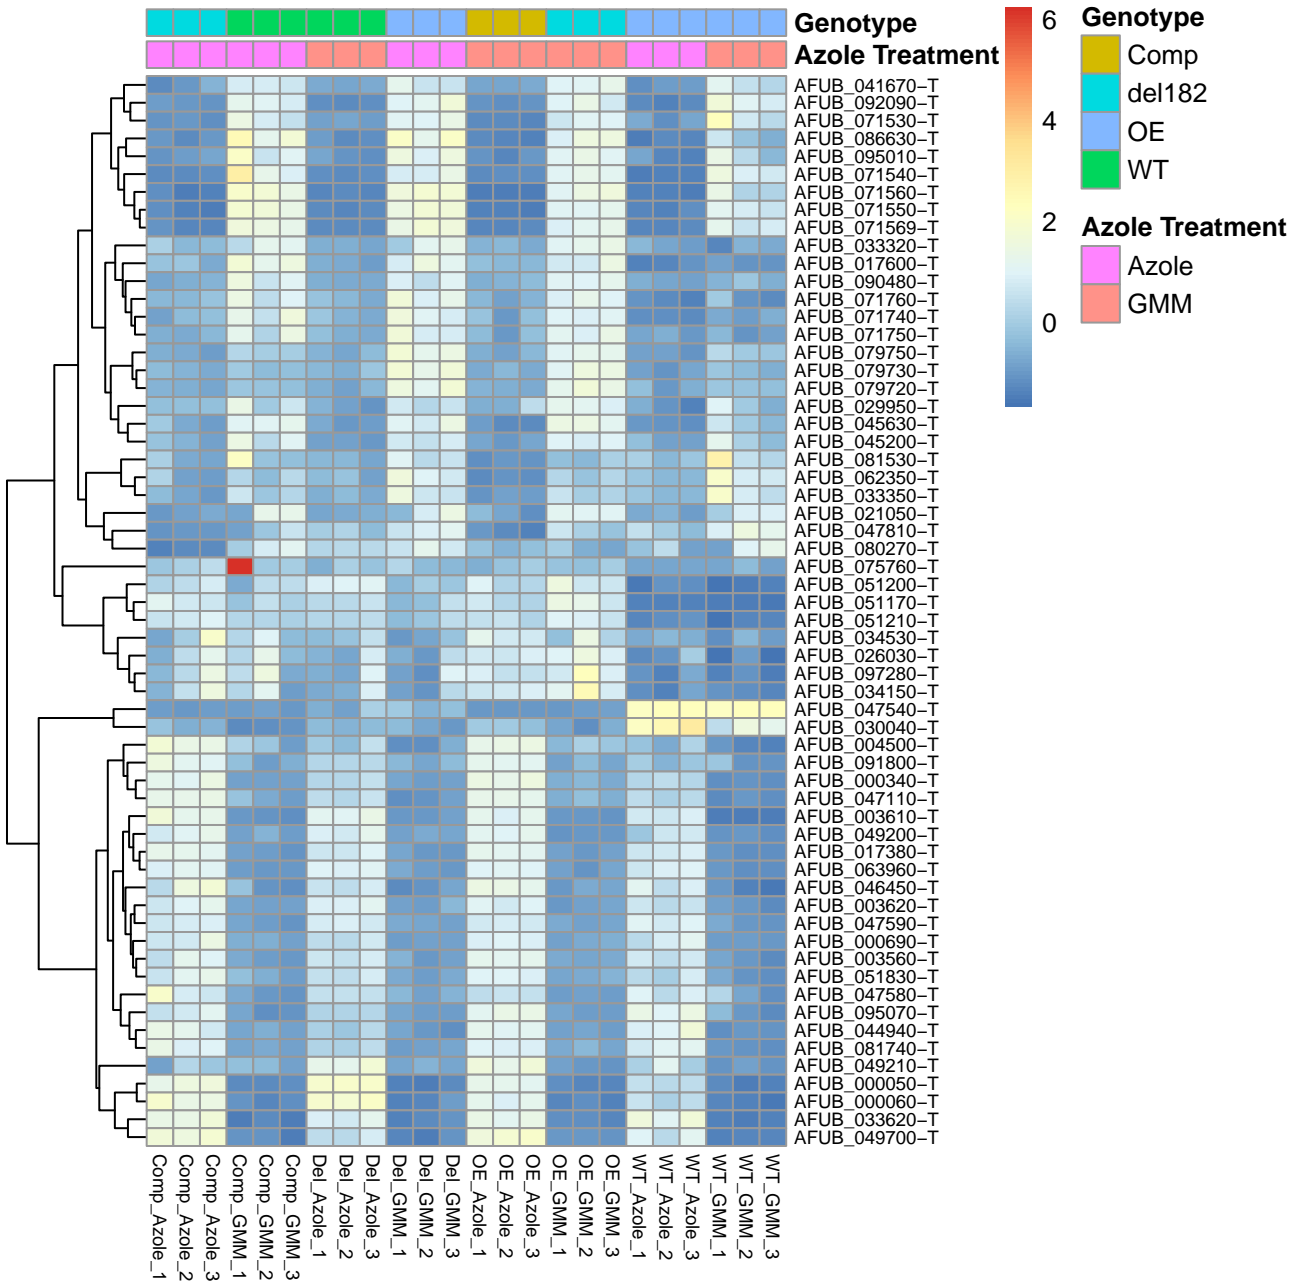 Genotype
Azole Treatment
AFUB_041670-T
AFUB_092090-T
AFUB_071530-T
AFUB_086630-T
AFUB_095010-T
AFUB_071540-T
AFUB_071560-T
AFUB_071550-T
AFUB_071569-T
AFUB_033320-T
AFUB_017600-T
AFUB_090480-T
AFUB_071760-T
AFUB_071740-T
AFUB_071750-T
AFUB_079750-T
AFUB_079730-T
AFUB_079720-T
AFUB_029950-T
AFUB_045630-T
AFUB_045200-T
AFUB_081530-T
AFUB_062350-T
AFUB_033350-T
AFUB_021050-T
AFUB_047810-T
AFUB_080270-T
AFUB_075760-T
AFUB_051200-T
AFUB_051170-T
AFUB_051210-T
AFUB_034530-T
AFUB_026030-T
AFUB_097280-T
AFUB_034150-T
AFUB_047540-T
AFUB_030040-T
AFUB_004500-T
AFUB_091800-T
AFUB_000340-T
AFUB_047110-T
AFUB_003610-T
AFUB_049200-T
AFUB_017380-T
AFUB_063960-T
AFUB_046450-T
AFUB_003620-T
AFUB_047590-T
AFUB_000690-T
AFUB_003560-T
AFUB_051830-T
AFUB_047580-T
AFUB_095070-T
AFUB_044940-T
AFUB_081740-T
AFUB_049210-T
AFUB_000050-T
AFUB_000060-T
AFUB_033620-T
AFUB_049700-T
Comp_Azole_1
Comp_Azole_2
Comp_Azole_3
Comp_GMM_1
Comp_GMM_2
Comp_GMM_3
Del_Azole_1
Del_Azole_2
Del_Azole_3
Del_GMM_1
Del_GMM_2
Del_GMM_3
OE_Azole_1
OE_Azole_2
OE_Azole_3
OE_GMM_1
OE_GMM_2
OE_GMM_3
WT_Azole_1
WT_Azole_2
WT_Azole_3
WT_GMM_1
WT_GMM_2
WT_GMM_3
6
4
2
0
Genotype
Comp
del182
OE
WT
Azole Treatment
Azole
GMM